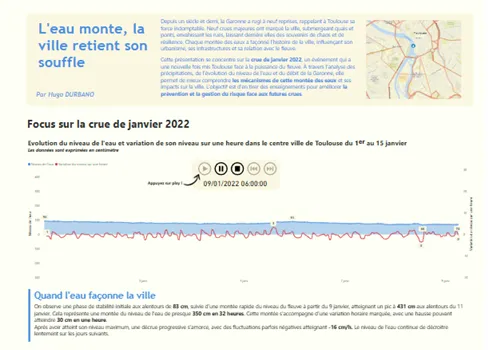 L'eau monte, la
ville retient son
souffle
Par Hugo DURBANO
Depuis un siècle et demi, la Garonne a rugi à neuf reprises, rappelant à Toulouse sa
force indomptable. Neuf crues majeures ont marqué la ville, submergeant quais et
ponts, envahissant les rues, laissant derrière elles des souvenirs de chaos et de
résilience. Chaque montée des eaux a façonné l'histoire de la ville, influençant son
urbanisme, ses infrastructures et sa relation avec le fleuve.
Cette présentation se concentre sur la crue de janvier 2022, un événement qui a
une nouvelle fois mis Toulouse face à la puissance du fleuve. À travers l'analyse des
précipitations, de l'évolution du niveau de l'eau et du débit de la Garonne, elle
permet de mieux comprendre les mécanismes de cette montée des eaux et ses
impacts sur la ville. L'objectif est d'en tirer des enseignements pour améliorer la
prévention et la gestion du risque face aux futures crues.
Focus sur la crue de janvier 2022
Evolution du niveau de l'eau et variation de son niveau sur une heure dans le centre ville de Toulouse du 1er au 15 janvier
Les données sont exprimées en centimètre
Appuyez sur play !
09/01/2022 06:00:00
Quand l'eau façonne la ville
On observe une phase de stabilité initiale aux alentours de 83 cm, suivie d'une montée rapide du niveau du fleuve à partir du 9 janvier, atteignant un pic à 431 cm aux alentours du 11
janvier. Cela représente une montée du niveau de l'eau de presque 350 cm en 32 heures. Cette montée s'accompagne d'une variation horaire marquée, avec une hausse pouvant
atteindre 30 cm en une heure.
Après avoir atteint son niveau maximum, une décrue progressive s'amorce, avec des fluctuations parfois négatives atteignant -16 cm/h. Le niveau de l'eau continue de décroître
lentement sur les jours suivants.